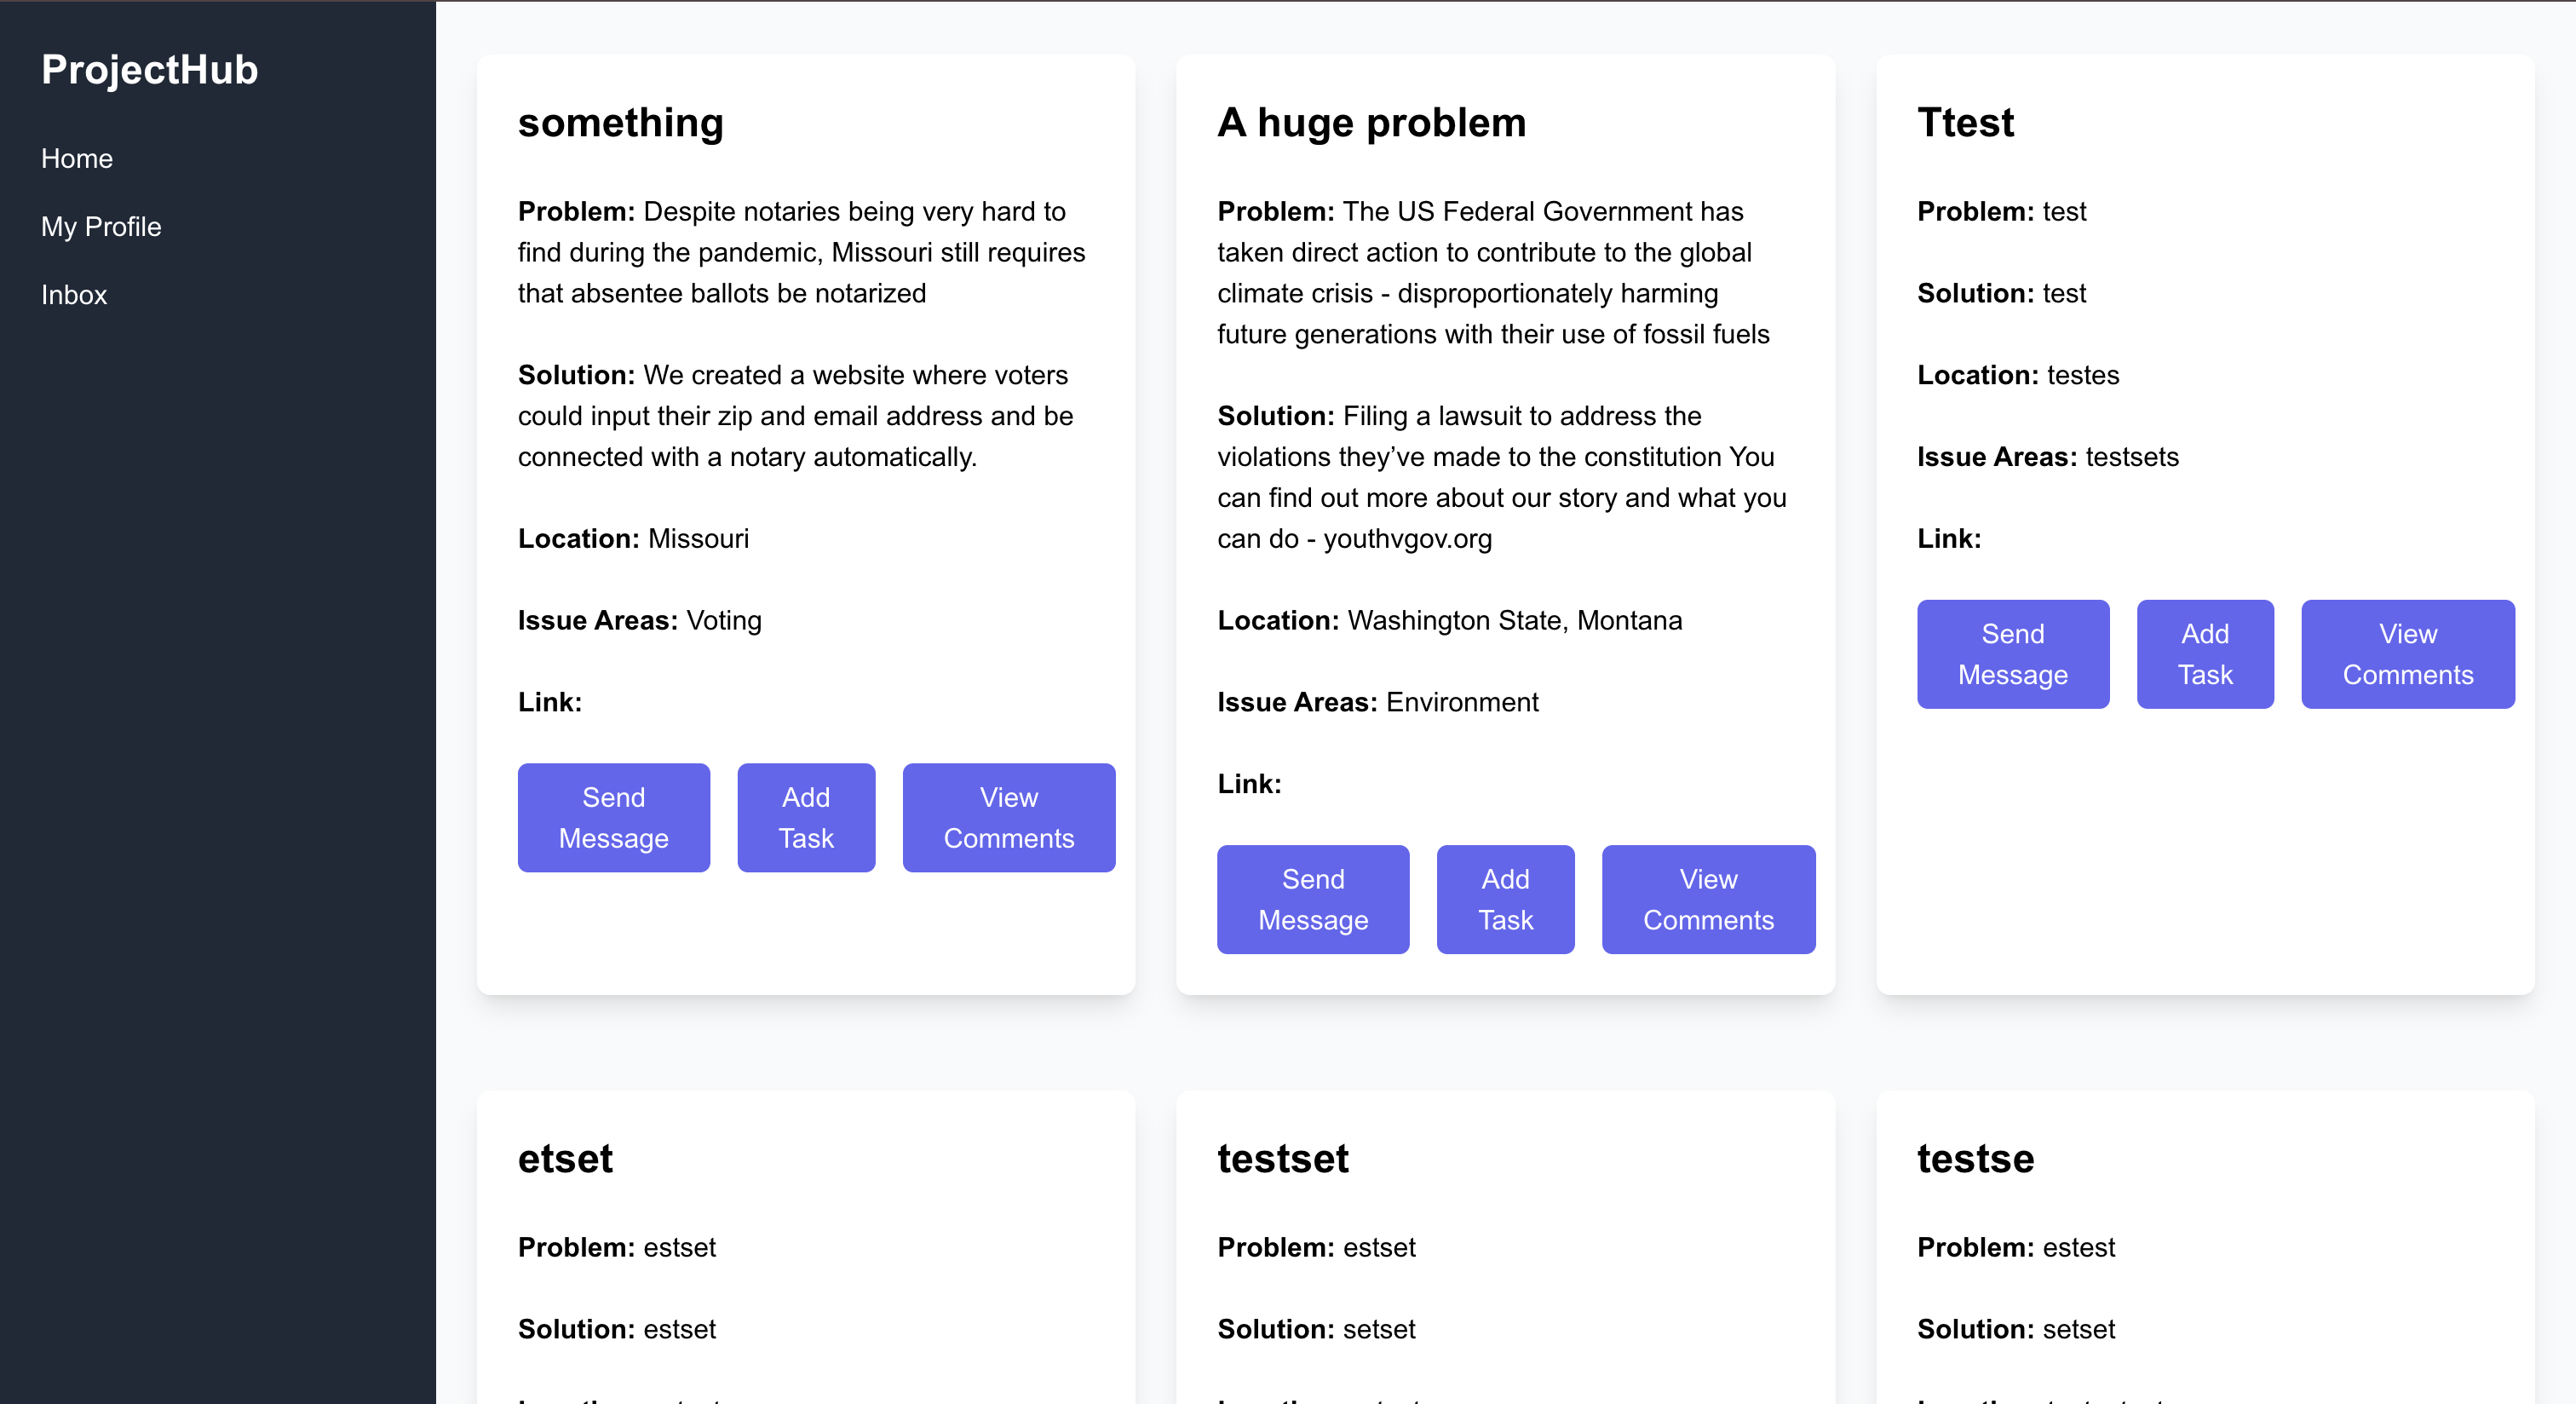 ProjectHub
Home
My Profile
Inbox
something
Problem: Despite notaries being very hard to
find during the pandemic, Missouri still requires
that absentee ballots be notarized
Solution: We created a website where voters
could input their zip and email address and be
connected with a notary automatically.
Location: Missouri
Issue Areas: Voting
Link:
Send
Message
Add
Task
View
Comments
A huge problem
Problem: The US Federal Government has
taken direct action to contribute to the global
climate crisis - disproportionately harming
future generations with their use of fossil fuels
Solution: Filing a lawsuit to address the
violations they’ve made to the constitution You
can find out more about our story and what you
can do - youthvgov.org
Location: Washington State, Montana
Issue Areas: Environment
Link:
Send
Message
Add
Task
View
Comments
Ttest
Problem: test
Solution: test
Location: testes
Issue Areas: testsets
Link:
Send
Message
Add
Task
View
Comments
etset
Problem: estset
Solution: estset
testset
Problem: estset
Solution: setset
testse
Problem: estest
Solution: setset